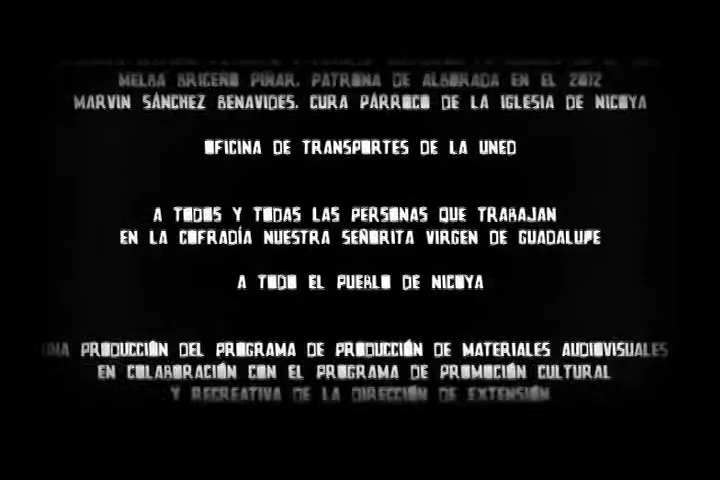 MELBA BRICEÑO PIÑAR, PATRONA DE ALBORADA EN EL 2012
MARVIN SÁNCHEZ BENAVIDES, CURA PÁRROCO DE LA IGLESIA DE NICOYA
OFICINA DE TRANSPORTES DE LA UNED
A TODOS Y TODAS LAS PERSONAS QUE TRABAJAN
EN LA COFRADÍA NUESTRA SEÑORITA VIRGEN DE GUADALUPE
A TODO EL PUEBLO DE NICOYA
UNA PRODUCCIÓN DEL PROGRAMA DE PRODUCCIÓN DE MATERIALES AUDIOVISUALES
EN COLABORACIÓN CON EL PROGRAMA DE PROMOCIÓN CULTURAL
Y RECREATIVA DE LA DIRECCIÓN DE EXTENSIÓN